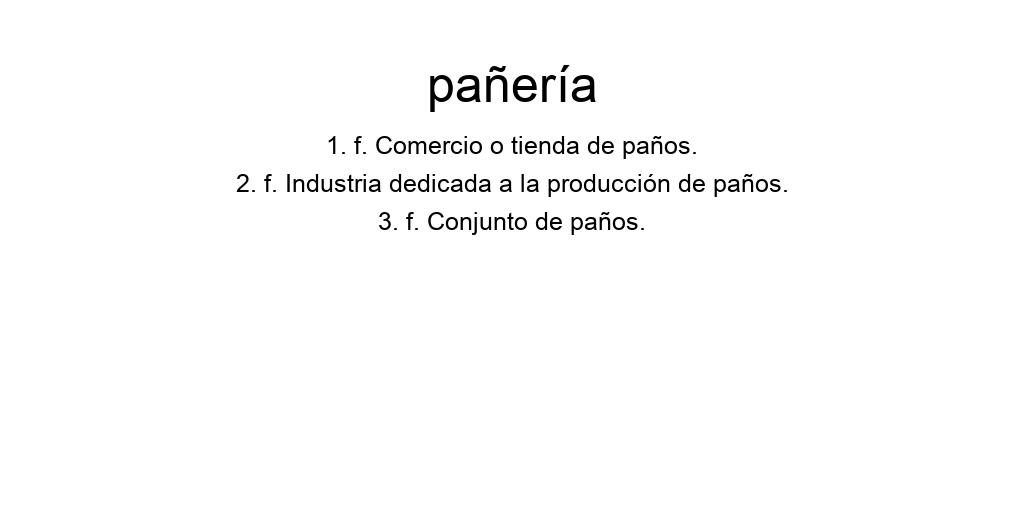 pañería
1. f. Comercio o tienda de paños.
2. f. Industria dedicada a la producción de paños.
3. f. Conjunto de paños.